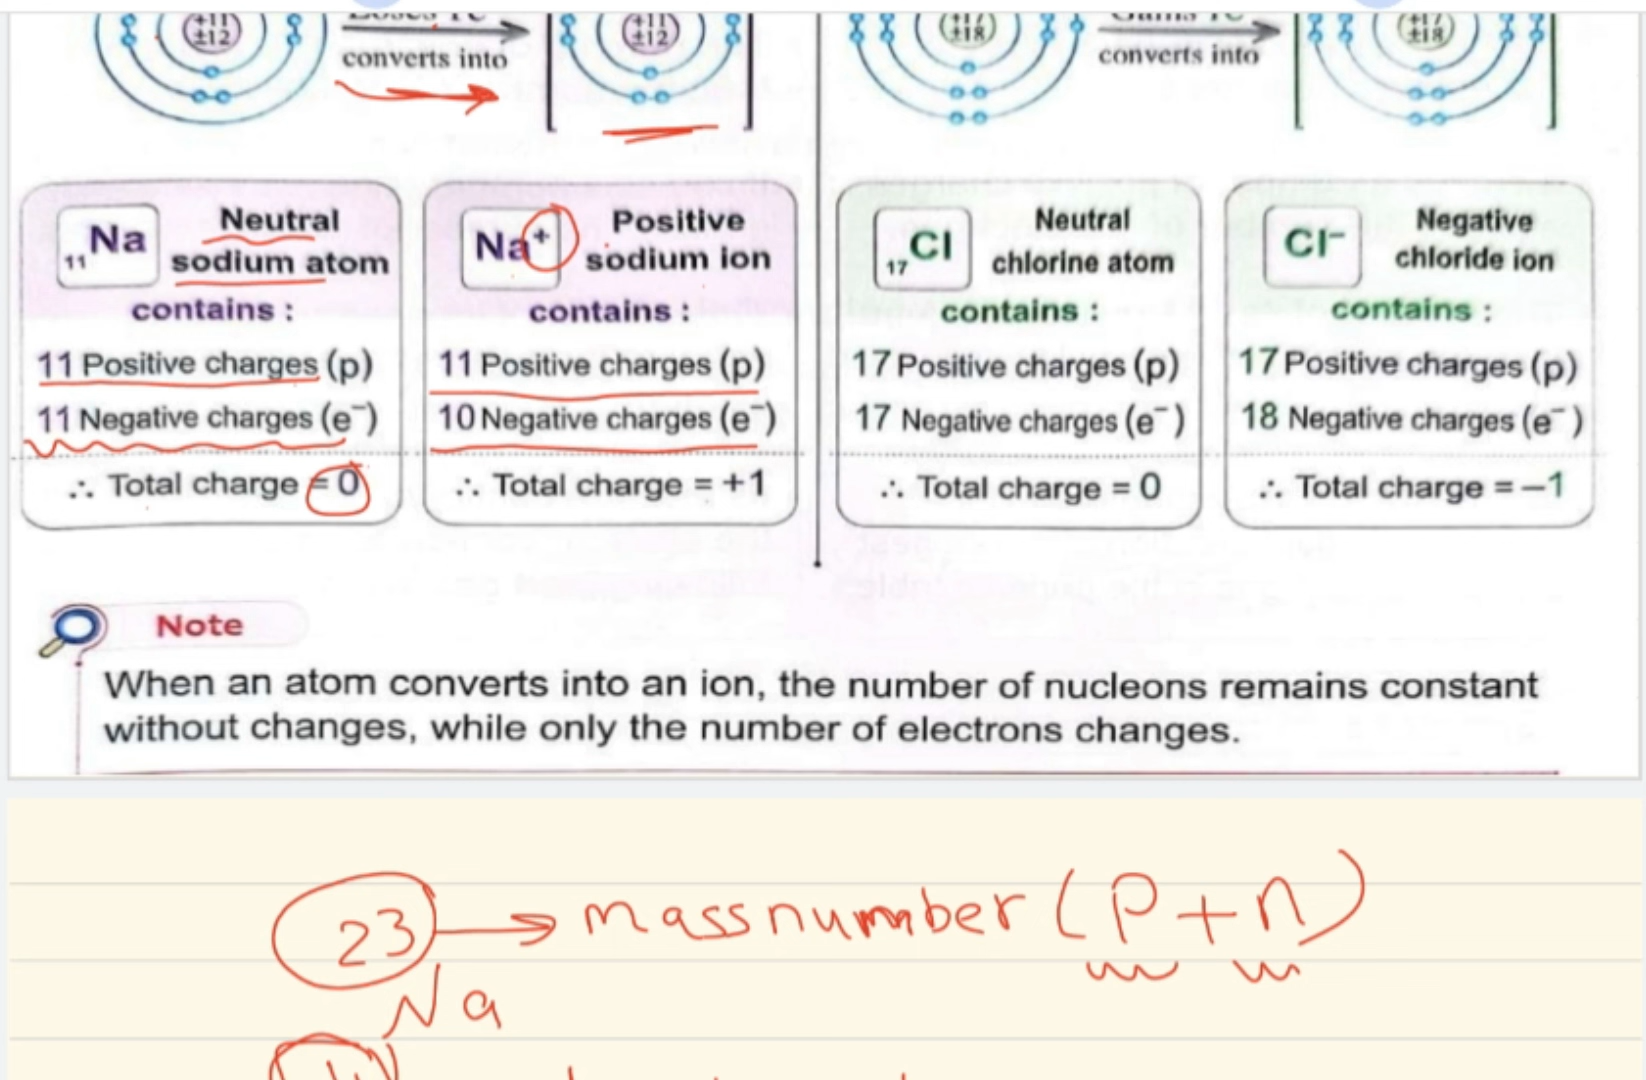 +11
±12
converts into
+11
±12
+17
±18
converts into
+17
±18
11Na Neutral
sodium atom
contains :
11 Positive charges (p)
11 Negative charges (e⁻)
∴ Total charge = 0
Na⁺ Positive
sodium ion
contains :
11 Positive charges (p)
10 Negative charges (e⁻)
∴ Total charge = +1
17Cl Neutral
chlorine atom
contains :
17 Positive charges (p)
17 Negative charges (e⁻)
∴ Total charge = 0
Cl⁻ Negative
chloride ion
contains :
17 Positive charges (p)
18 Negative charges (e⁻)
∴ Total charge = −1
Note
When an atom converts into an ion, the number of nucleons remains constant
without changes, while only the number of electrons changes.
23 → mass number (P + n)
Na